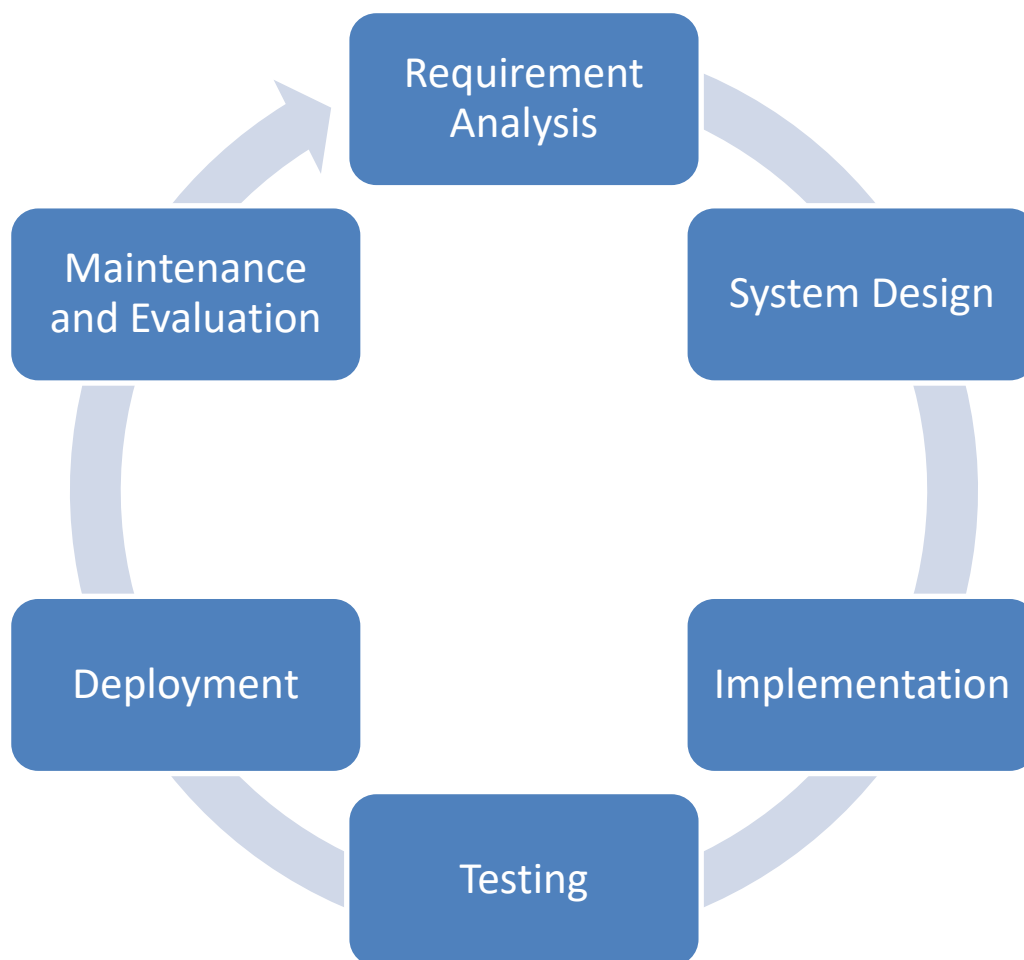 Requirement
Analysis
System Design
Implementation
Testing
Deployment
Maintenance
and Evaluation